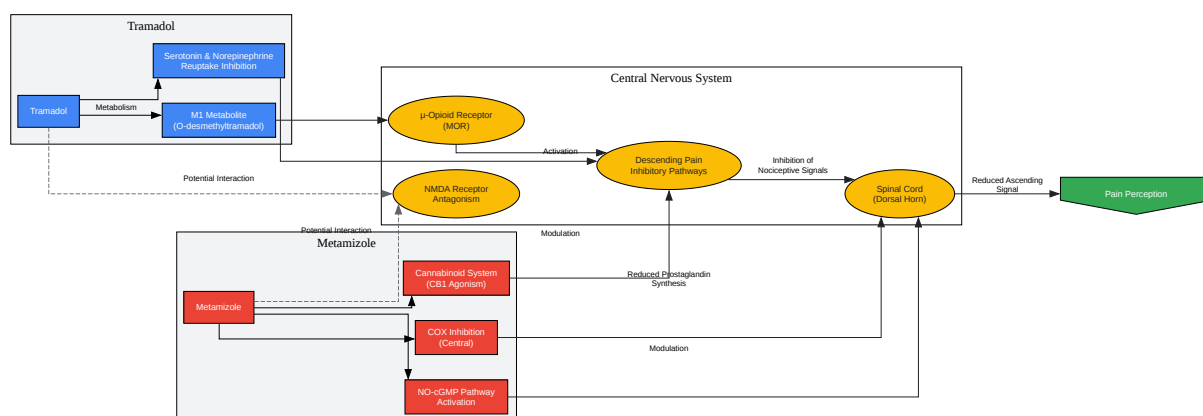 Tramadol
Serotonin & Norepinephrine
Reuptake Inhibition
Tramadol
Metabolism
M1 Metabolite
(O-desmethyltramadol)
Potential Interaction
Central Nervous System
μ-Opioid Receptor
(MOR)
Activation
Descending Pain
Inhibitory Pathways
Inhibition of
Nociceptive Signals
NMDA Receptor
Antagonism
Spinal Cord
(Dorsal Horn)
Reduced Ascending
Signal
Pain Perception
Potential Interaction
Modulation
Metamizole
Cannabinoid System
(CB1 Agonism)
Reduced Prostaglandin
Synthesis
Metamizole
COX Inhibition
(Central)
Modulation
NO-cGMP Pathway
Activation